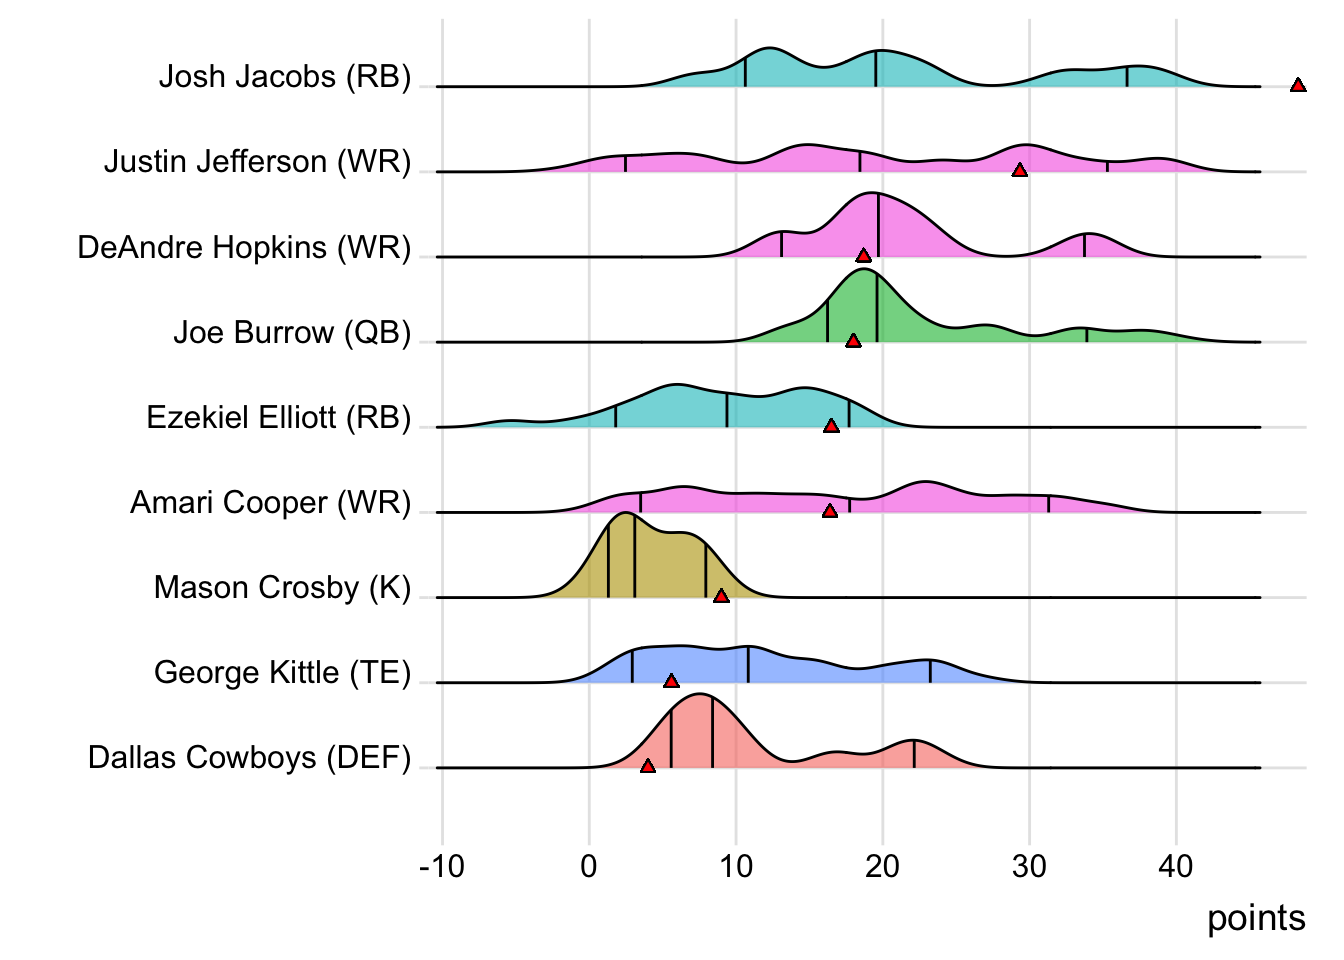 Josh Jacobs (RB)
Justin Jefferson (WR)
DeAndre Hopkins (WR)
Joe Burrow (QB)
Ezekiel Elliott (RB)
Amari Cooper (WR)
Mason Crosby (K)
George Kittle (TE)
Dallas Cowboys (DEF)
-10 0 10 20 30 40
points